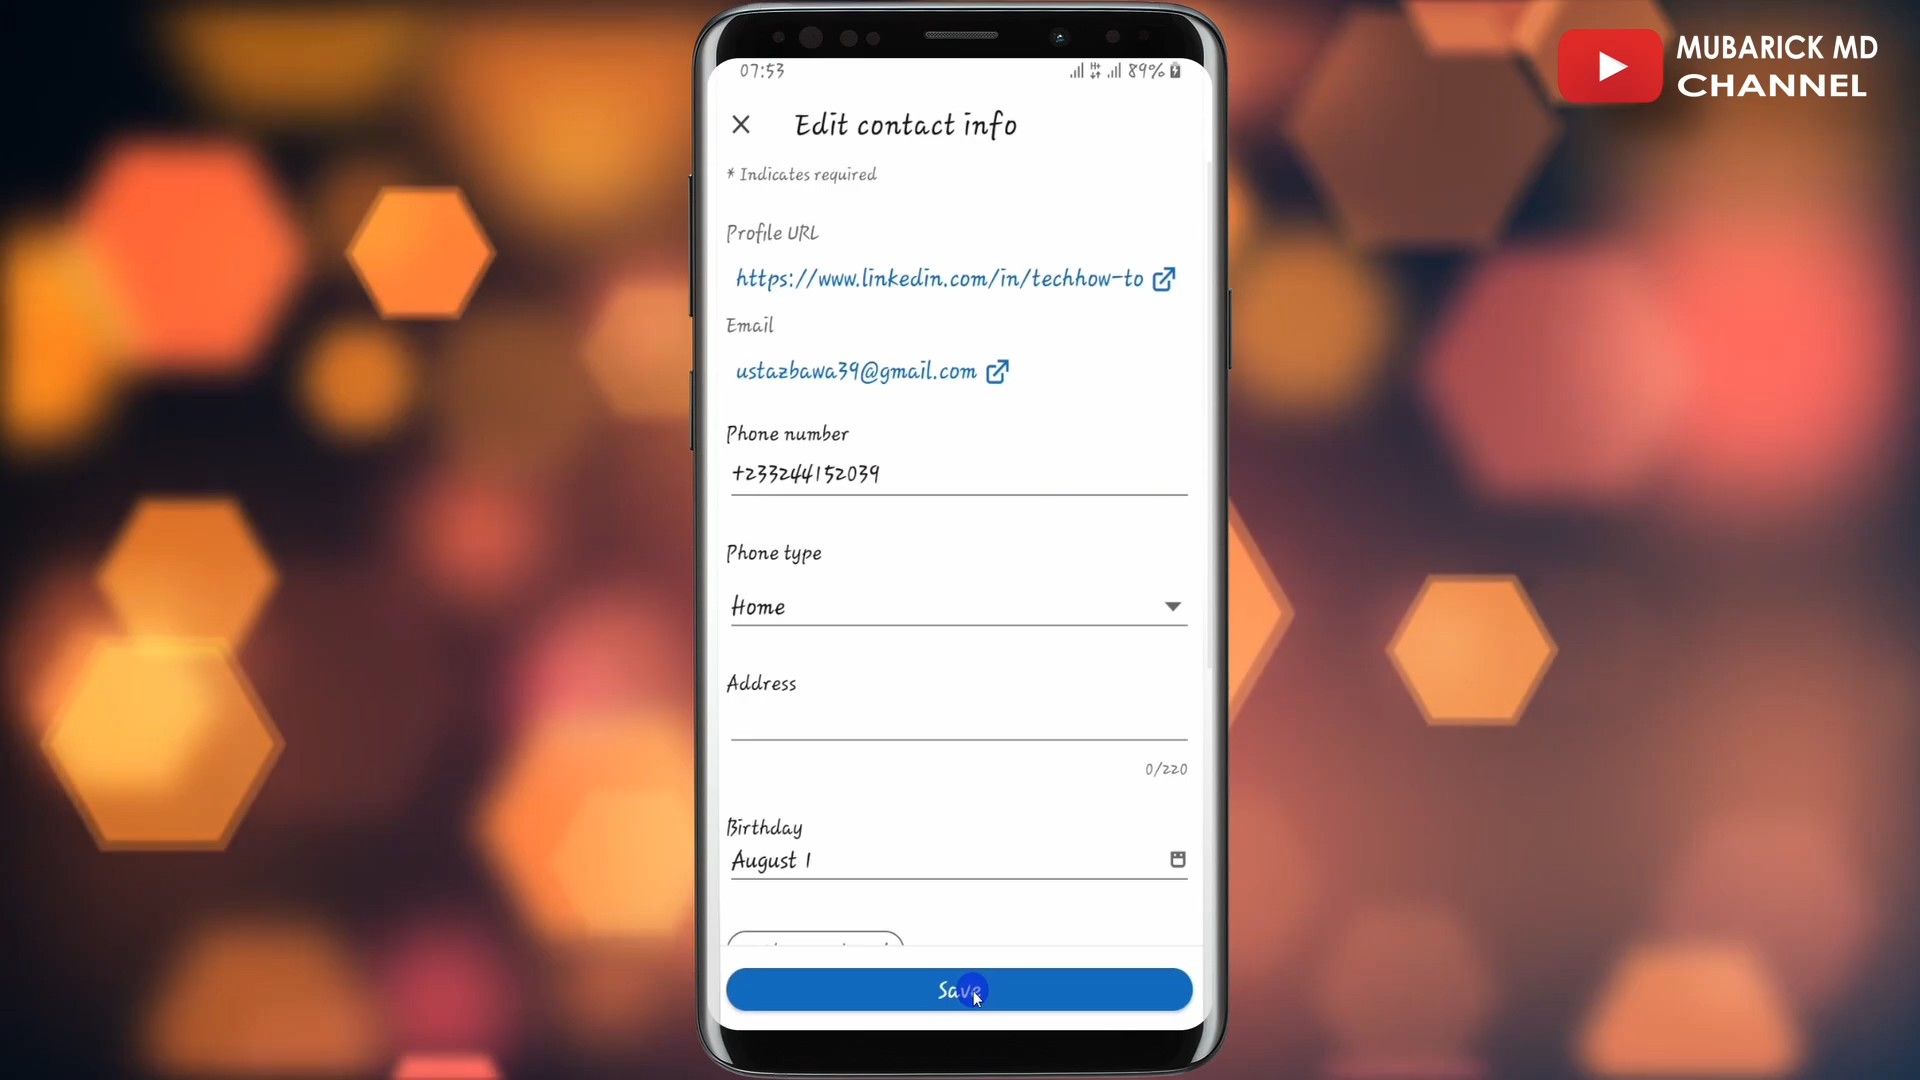 MUBARICK MD
CHANNEL
07:53
89%
Edit contact info
* Indicates required
Profile URL
https://www.linkedin.com/in/techhow-to
Email
ustazbawa39@gmail.com
Phone number
+233244152039
Phone type
Home
Address
0/220
Birthday
August 1
Save